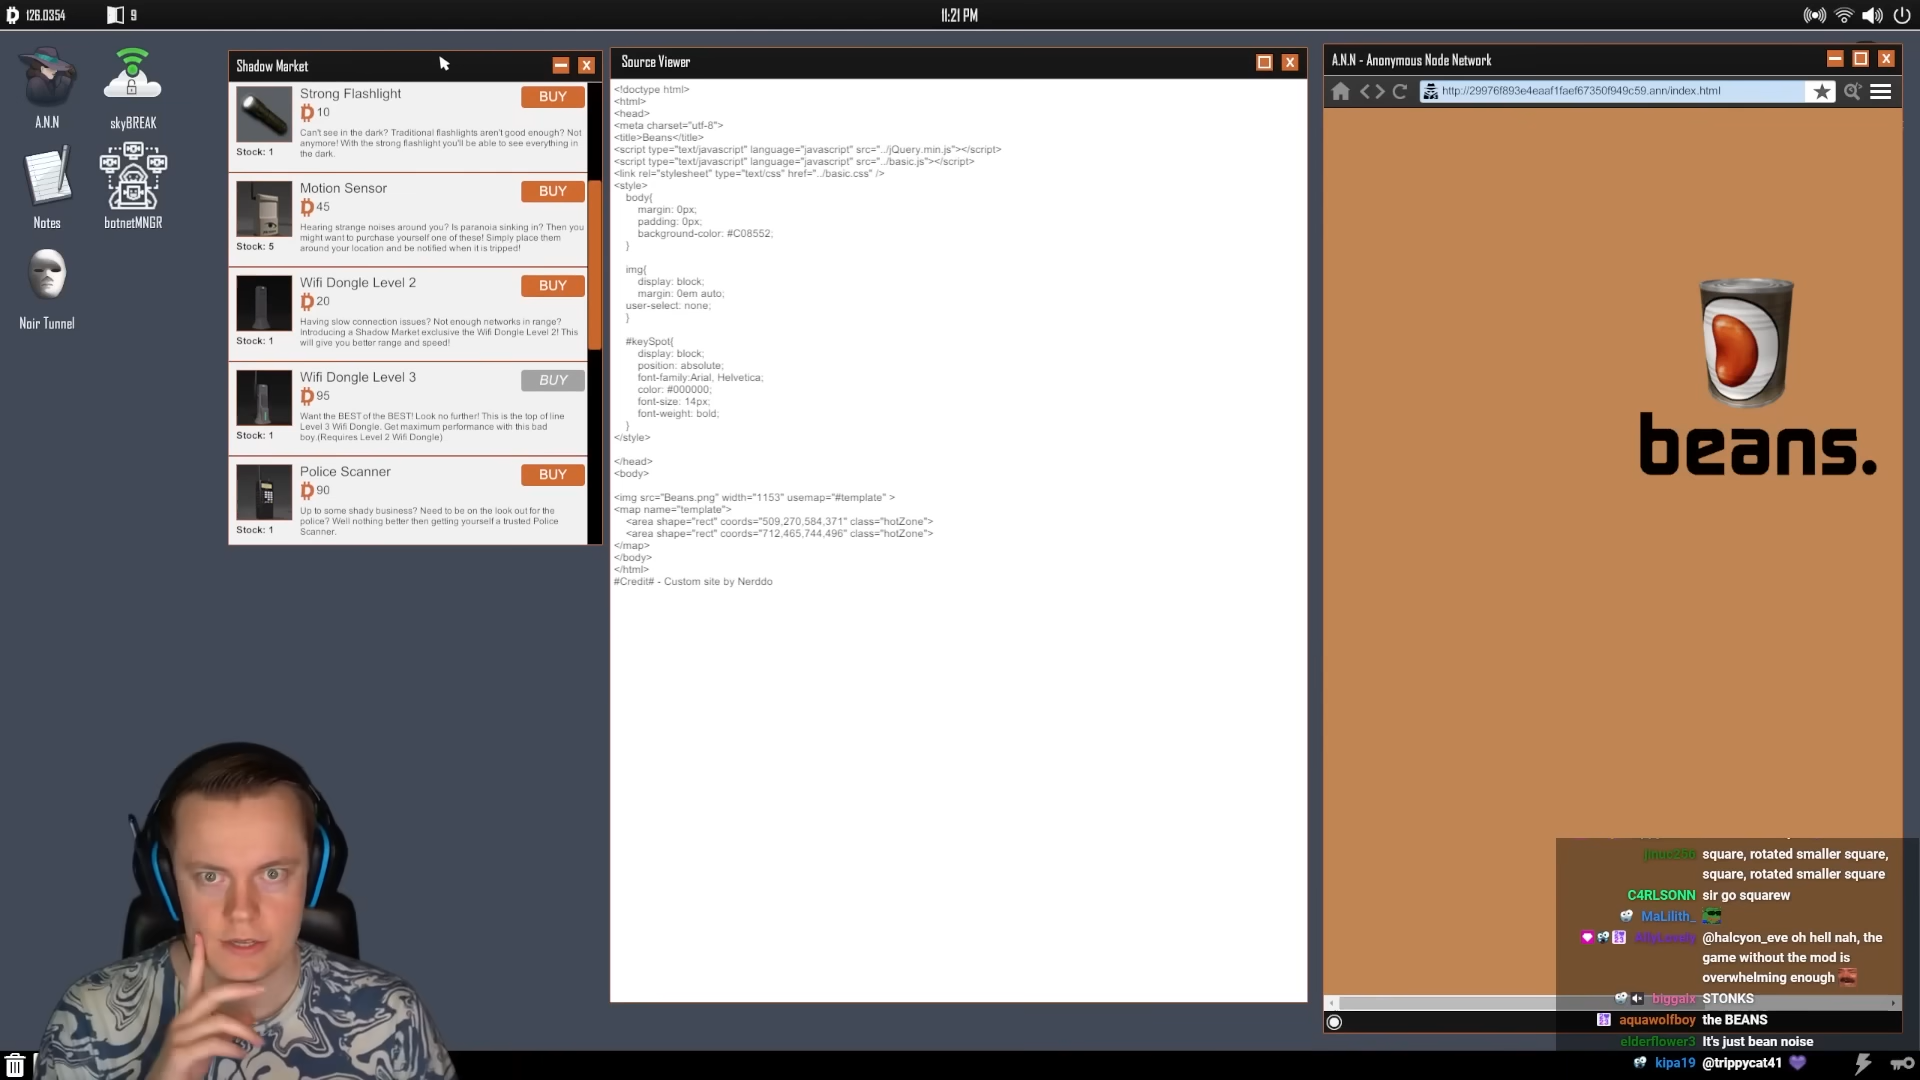 126.0354
9
11:21 PM
A.N.N
skyBREAK
Notes
botnetMNGR
Noir Tunnel
Shadow Market
X
Strong Flashlight
BUY
10
Can't see in the dark? Traditional flashlights aren't good enough? Not
anymore! With the strong flashlight you'll be able to see everything in
the dark.
Stock: 1
Motion Sensor
BUY
45
Hearing strange noises around you? Is paranoia sinking in? Then you
might want to purchase yourself one of these! Simply place them
around your location and be notified when it is tripped!
Stock: 5
Wifi Dongle Level 2
BUY
20
Having slow connection issues? Not enough networks in range?
Introducing a Shadow Market exclusive the Wifi Dongle Level 2! This
will give you better range and speed!
Stock: 1
Wifi Dongle Level 3
BUY
95
Want the BEST of the BEST! Look no further! This is the top of line
Level 3 Wifi Dongle. Get maximum performance with this bad
boy.(Requires Level 2 Wifi Dongle)
Stock: 1
Police Scanner
BUY
90
Up to some shady business? Need to be on the look out for the
police? Well nothing better then getting yourself a trusted Police
Scanner.
Stock: 1
Source Viewer
X
<!doctype html>
<html>
<head>
<meta charset="utf-8">
<title>Beans</title>
<script type="text/javascript" language="javascript" src="../jQuery.min.js"></script>
<script type="text/javascript" language="javascript" src="../basic.js"></script>
<link rel="stylesheet" type="text/css" href="../basic.css" />
<style>
body{
margin: 0px;
padding: 0px;
background-color: #C08552;
}
img{
display: block;
margin: 0em auto;
user-select: none;
}
#keySpot{
display: block;
position: absolute;
font-family:Arial, Helvetica;
color: #000000;
font-size: 14px;
font-weight: bold;
}
</style>
</head>
<body>
<img src="Beans.png" width="1153" usemap="#template" >
<map name="template">
<area shape="rect" coords="509,270,584,371" class="hotZone">
<area shape="rect" coords="712,465,744,496" class="hotZone">
</map>
</body>
</html>
#Credit# - Custom site by Nerddo
A.N.N - Anonymous Node Network
X
http://29976f893e4eaaf1faef67350f949c59.ann/index.html
beans.
square, rotated smaller square,
square, rotated smaller square
C4RLSONN sir go squarew
MaLilith_
@halcyon_eve oh hell nah, the
game without the mod is
overwhelming enough
biggalx STONKS
aquawolfboy the BEANS
elderflower3 It's just bean noise
kipa19 @trippycat41